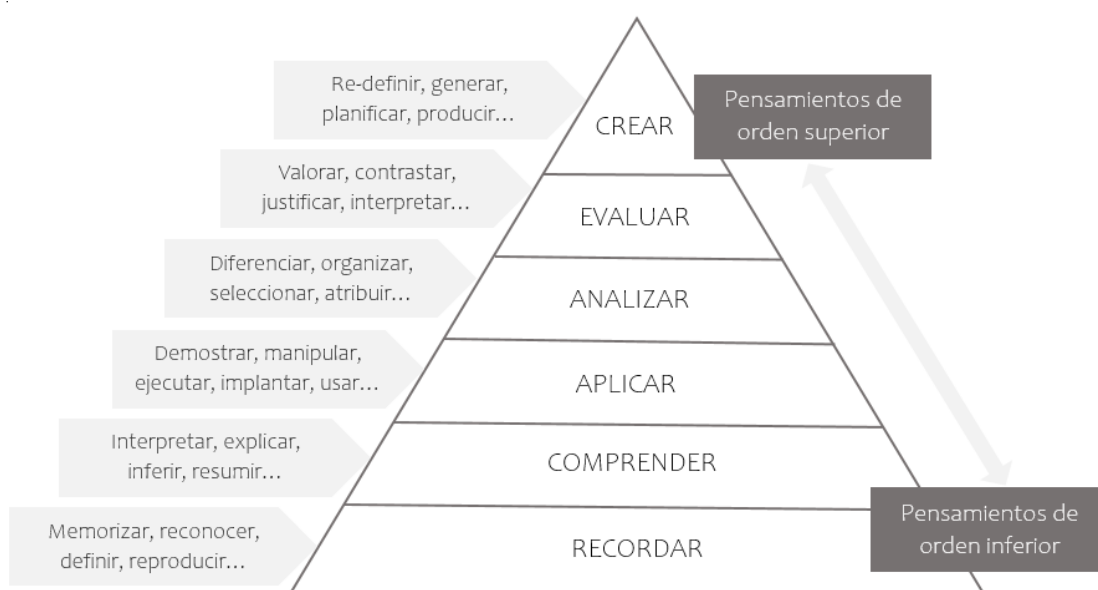 Re-definir, generar,
planificar, producir...
CREAR
Pensamientos de
orden superior
Valorar, contrastar,
justificar, interpretar...
EVALUAR
Diferenciar, organizar,
seleccionar, atribuir...
ANALIZAR
Demostrar, manipular,
ejecutar, implantar, usar...
APLICAR
Interpretar, explicar,
inferir, resumir...
COMPRENDER
Memorizar, reconocer,
definir, reproducir...
RECORDAR
Pensamientos de
orden inferior